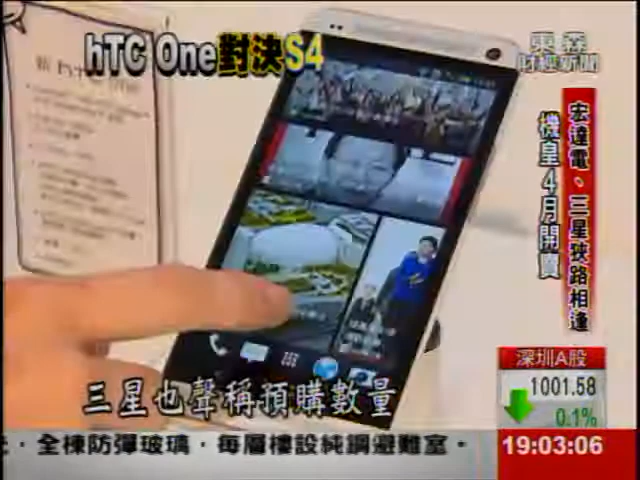 hTC One對決S4
東森
財經新聞
宏達電、三星狹路相逢
機皇4月開賣
深圳A股
1001.58
0.1%
三星也聲稱預購數量
，全棟防彈玻璃，每層樓設純鋼避難室。
19:03:06